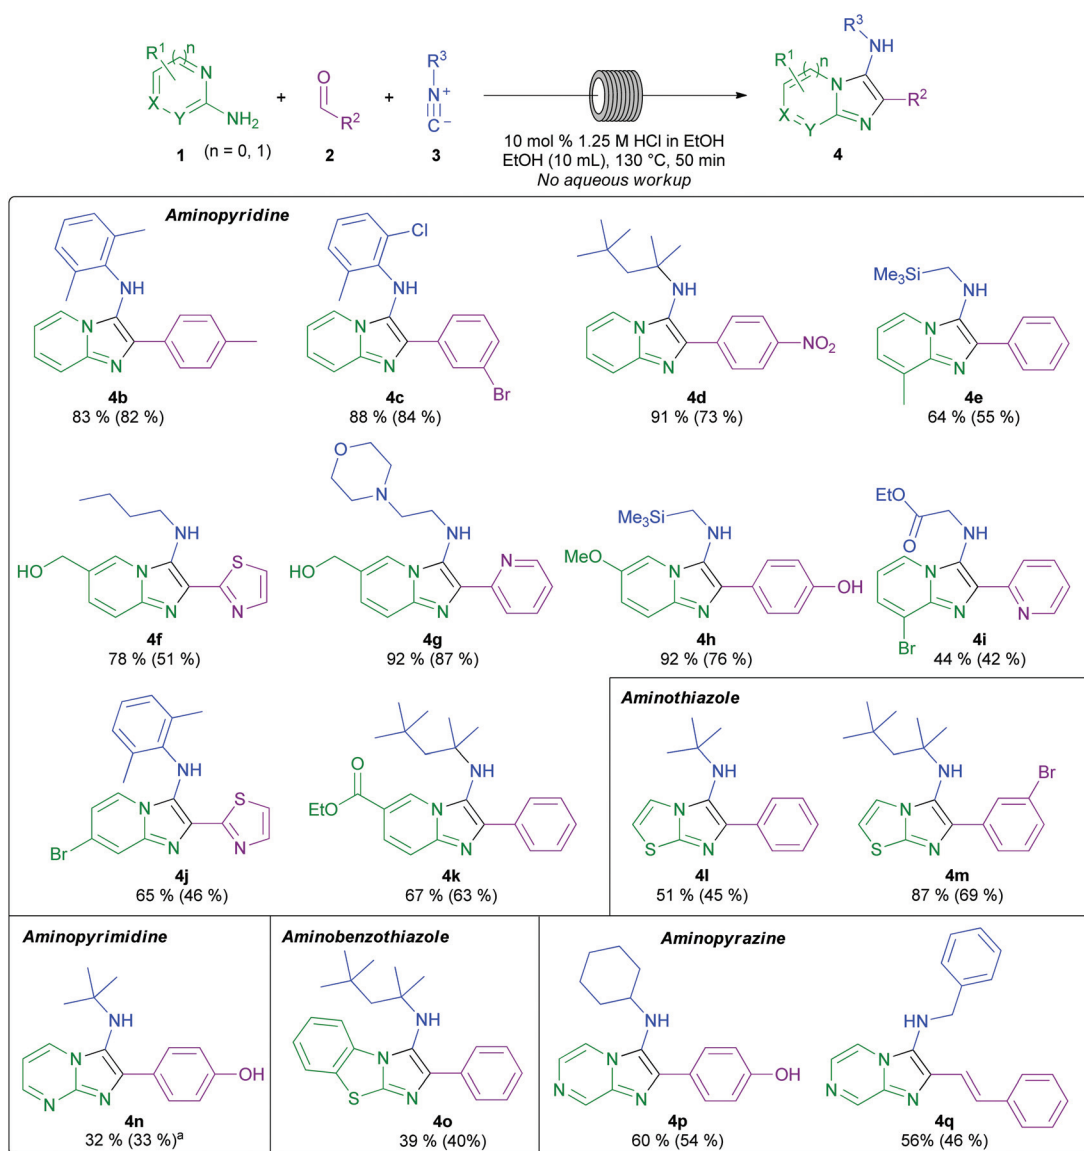 R1 ( )n N X Y NH2
1 (n = 0, 1)
+
O R2
2
+
R3 N+ C−
3
10 mol % 1.25 M HCl in EtOH
EtOH (10 mL), 130 °C, 50 min
No aqueous workup
R3 NH R1 ( )n N X Y N R2
4
Aminopyridine
NH N N
4b
83 % (82 %)
Cl NH N N Br
4c
88 % (84 %)
NH N N NO2
4d
91 % (73 %)
Me3Si NH N N
4e
64 % (55 %)
NH HO N N S N
4f
78 % (51 %)
O N NH HO N N N
4g
92 % (87 %)
Me3Si NH MeO N N OH
4h
92 % (76 %)
EtO O NH N N N Br
4i
44 % (42 %)
NH N N Br S N
4j
65 % (46 %)
O EtO NH N N
4k
67 % (63 %)
Aminothiazole
NH N S N
4l
51 % (45 %)
NH N S N Br
4m
87 % (69 %)
Aminopyrimidine
NH N N N OH
4n
32 % (33 %)a
Aminobenzothiazole
NH N S N
4o
39 % (40%)
Aminopyrazine
NH N N N OH
4p
60 % (54 %)
HN N N N
4q
56% (46 %)